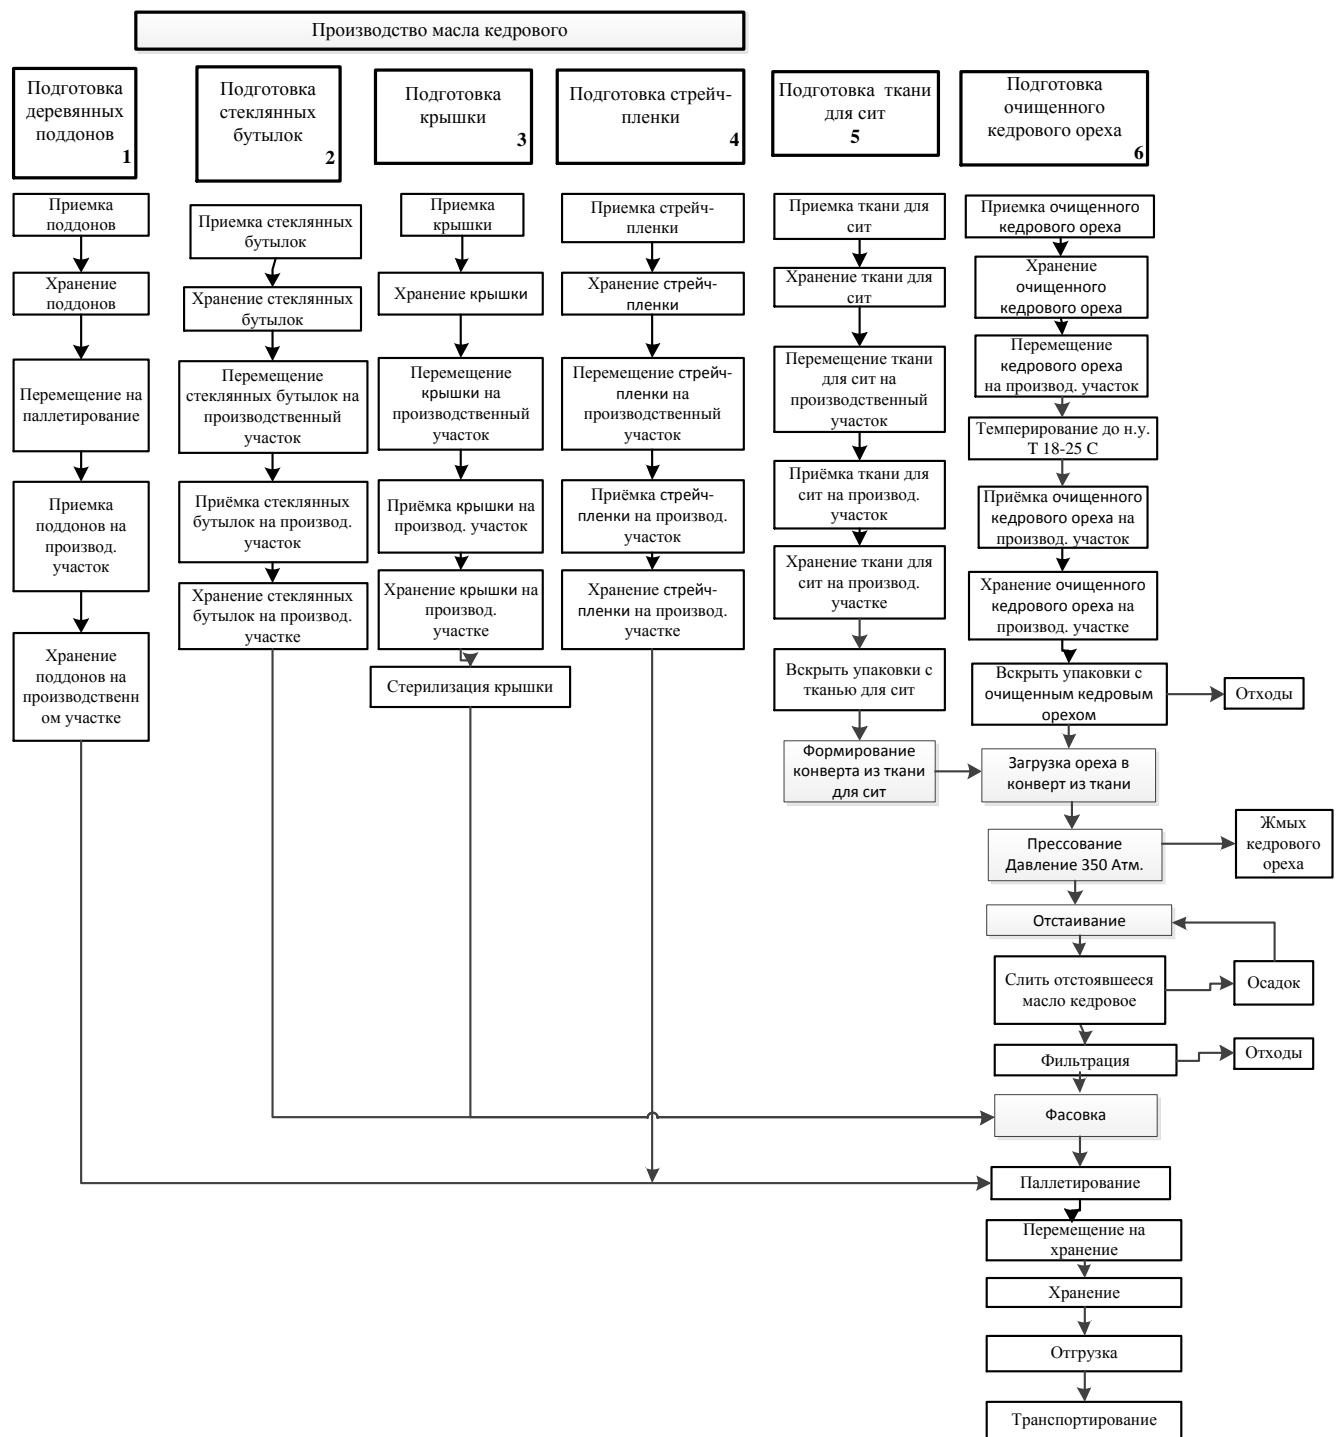 Производство масла кедрового
Подготовка
деревянных
поддонов
1
Подготовка
стеклянных
бутылок
2
Подготовка
крышки
3
Подготовка стрейч-
пленки
4
Подготовка ткани
для сит
5
Подготовка
очищенного
кедрового ореха
6
Приемка
поддонов
Хранение
поддонов
Перемещение на
паллетирование
Приемка
поддонов на
производ.
участок
Хранение
поддонов на
производственн
ом участке
Приемка стеклянных
бутылок
Хранение стеклянных
бутылок
Перемещение
стеклянных бутылок на
производственный
участок
Приёмка стеклянных
бутылок на производ.
участок
Хранение стеклянных
бутылок на производ.
участке
Приемка
крышки
Хранение крышки
Перемещение
крышки на
производственный
участок
Приёмка крышки на
производ. участок
Хранение крышки на
производ.
участке
Стерилизация крышки
Приемка стрейч-
пленки
Хранение стрейч-
пленки
Перемещение стрейч-
пленки на
производственный
участок
Приёмка стрейч-
пленки на производ.
участок
Хранение стрейч-
пленки на производ.
участке
Приемка ткани для
сит
Хранение ткани для
сит
Перемещение ткани
для сит на
производственный
участок
Приёмка ткани для
сит на производ.
участок
Хранение ткани для
сит на производ.
участке
Вскрыть упаковки с
тканью для сит
Формирование
конверта из ткани
для сит
Приемка очищенного
кедрового ореха
Хранение
очищенного
кедрового ореха
Перемещение
кедрового ореха
на производ. участок
Темперирование до н.у.
Т 18-25 С
Приёмка очищенного
кедрового ореха на
производ. участок
Хранение очищенного
кедрового ореха на
производ. участке
Вскрыть упаковки с
очищенным кедровым
орехом
Отходы
Загрузка ореха в
конверт из ткани
Прессование
Давление 350 Атм.
Жмых
кедрового
ореха
Отстаивание
Слить отстоявшееся
масло кедровое
Осадок
Фильтрация
Отходы
Фасовка
Паллетирование
Перемещение на
хранение
Хранение
Отгрузка
Транспортирование